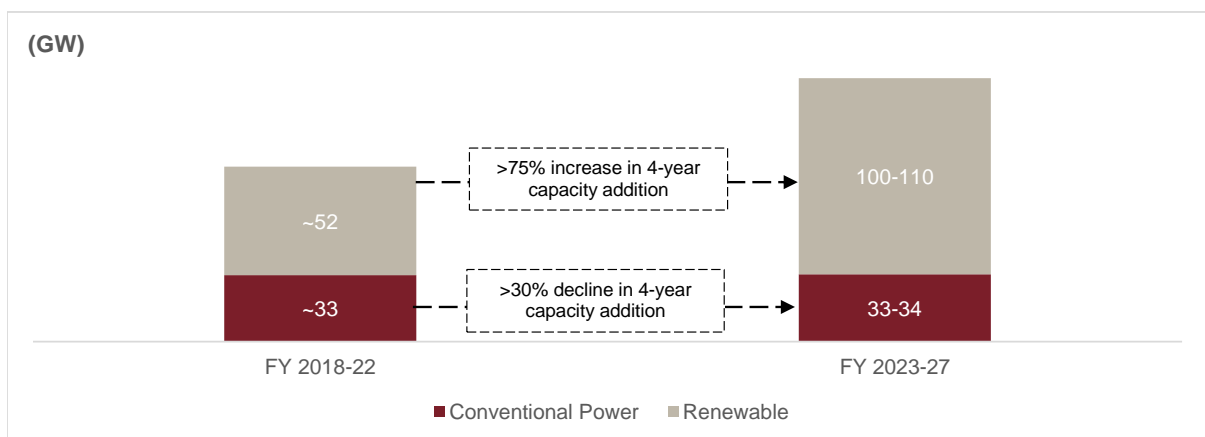 (GW)
>75% increase in 4-year
capacity addition
100-110
~52
>30% decline in 4-year
capacity addition
~33
33-34
FY 2018-22
FY 2023-27
Conventional Power
Renewable